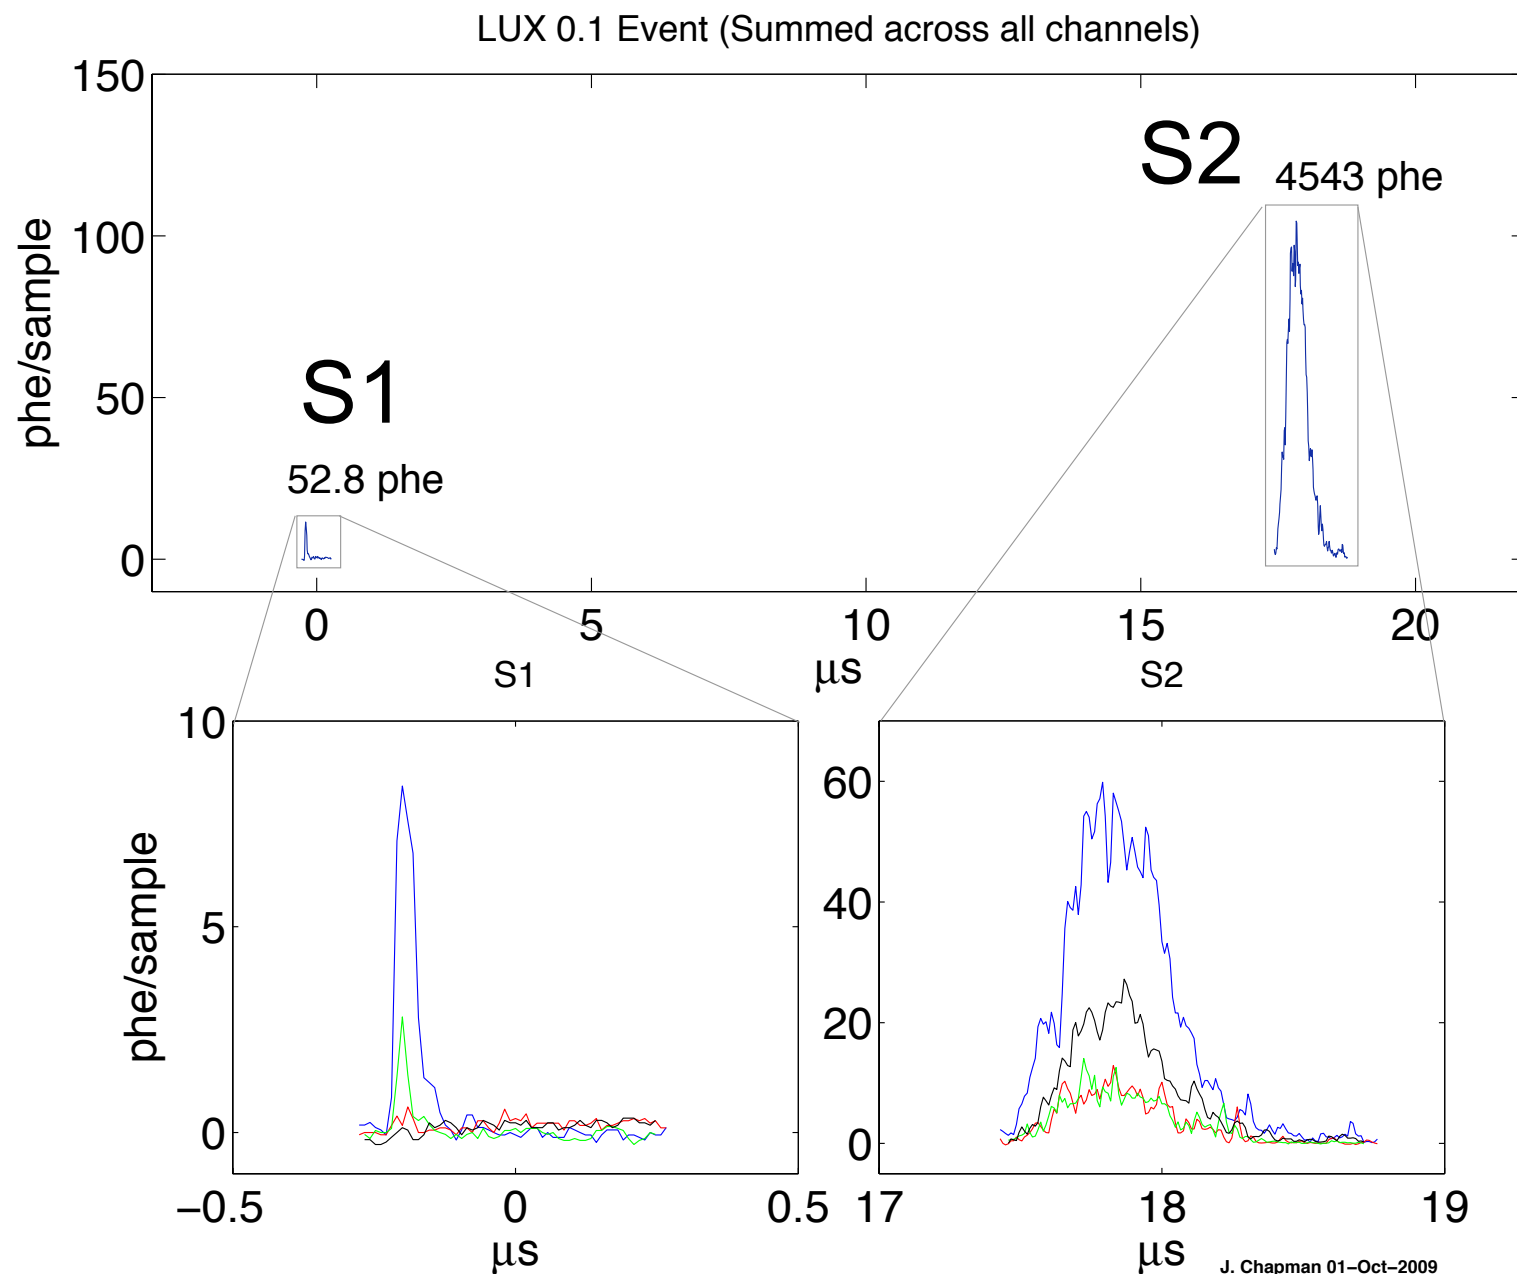 LUX 0.1 Event (Summed across all channels)
150
100
50
0
phe/sample
S1
52.8 phe
S2
4543 phe
0 5 10 15 20
μs
S1
10
5
0
phe/sample
−0.5 0 0.5
μs
S2
60
40
20
0
17 18 19
μs
J. Chapman 01−Oct−2009